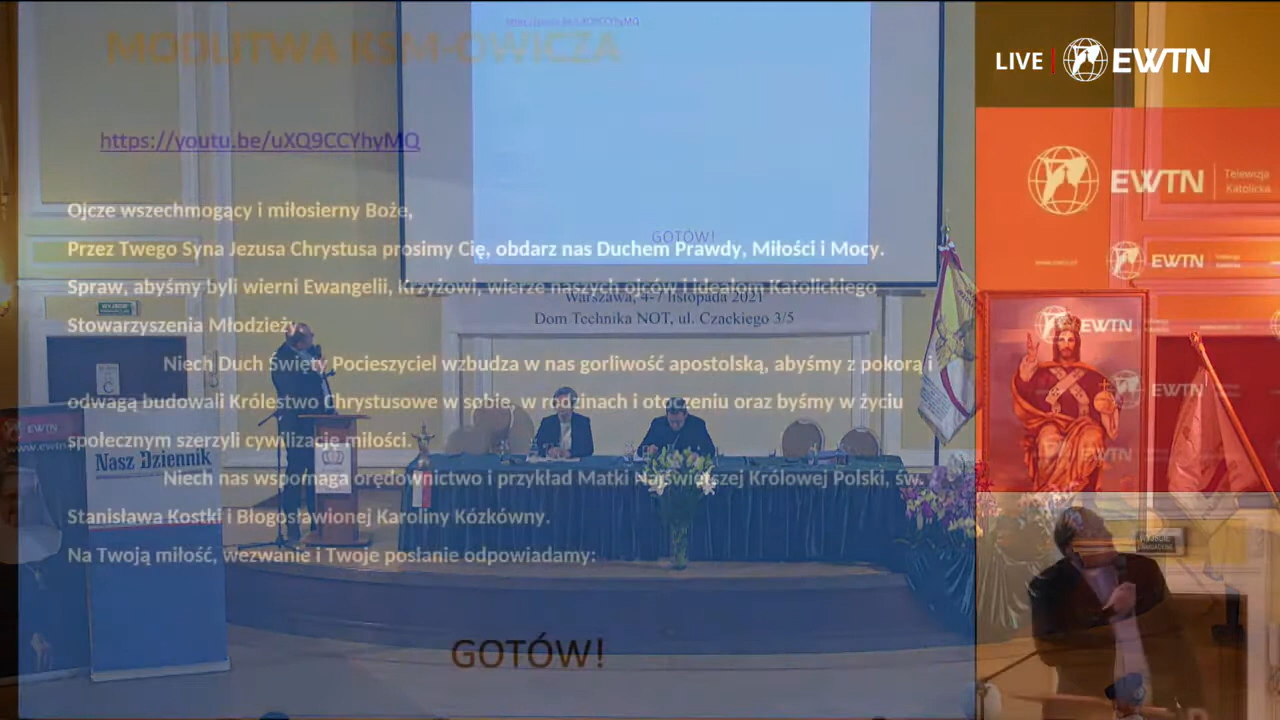 MODLITWA KSM-OWICZA
https://youtu.be/uXQ9CCYhyMQ
Ojcze wszechmogący i miłosierny Boże,
Przez Twego Syna Jezusa Chrystusa prosimy Cię, obdarz nas Duchem Prawdy, Miłości i Mocy.
Spraw, abyśmy byli wierni Ewangelii, Krzyżowi, wierze naszych ojców i ideałom Katolickiego
Stowarzyszenia Młodzieży.
Niech Duch Święty Pocieszyciel wzbudza w nas gorliwość apostolską, abyśmy z pokorą i
odwagą budowali Królestwo Chrystusowe w sobie, w rodzinach i otoczeniu oraz byśmy w życiu
społecznym szerzyli cywilizację miłości.
Niech nas wspomaga orędownictwo i przykład Matki Najświętszej Królowej Polski, św.
Stanisława Kostki i Błogosławionej Karoliny Kózkówny.
Na Twoją miłość, wezwanie i Twoje posłanie odpowiadamy:
GOTÓW!
GOTÓW!
Warszawa, 4-7 listopada 2021
Dom Technika NOT, ul. Czackiego 3/5
EWTN
Nasz Dziennik
LIVE EWTN
EWTN Telewizja
Katolicka
EWTN
EWTN
EWTN